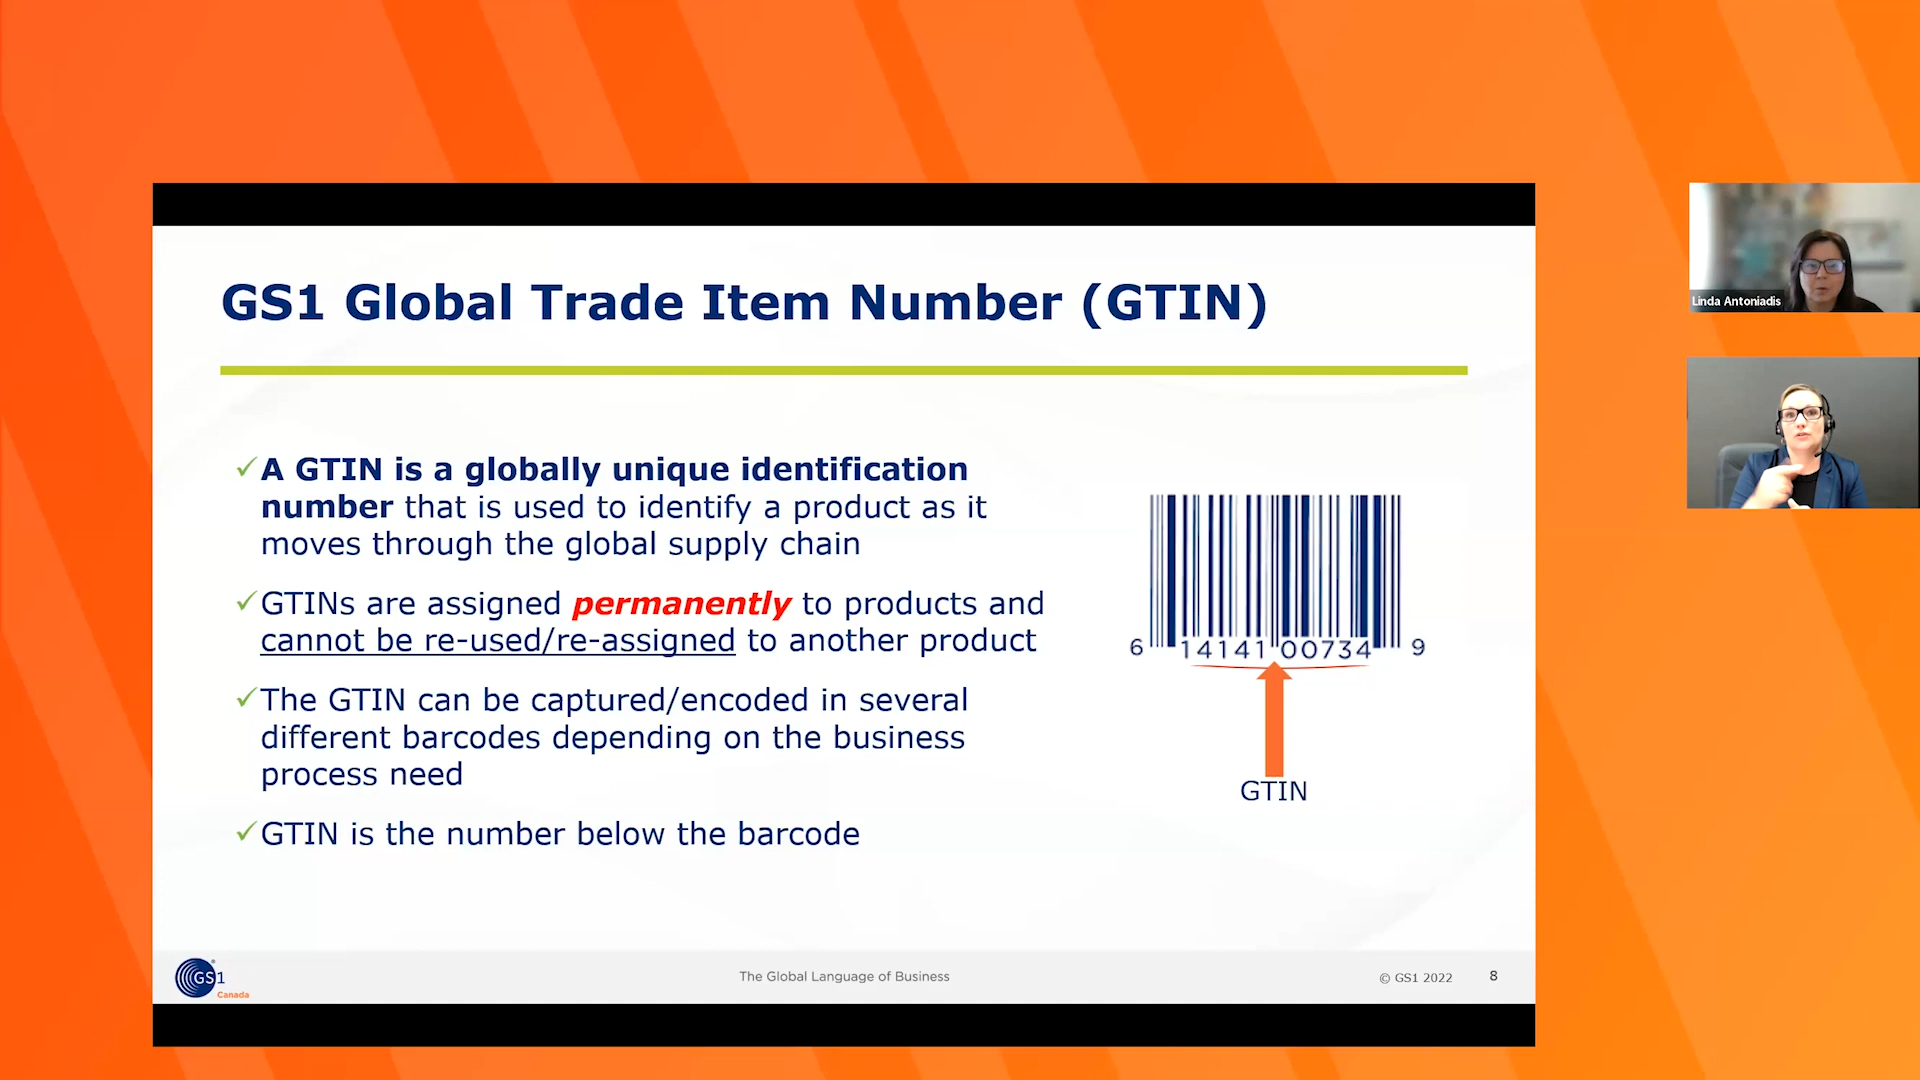 GS1 Global Trade Item Number (GTIN)
A GTIN is a globally unique identification
number that is used to identify a product as it
moves through the global supply chain
GTINs are assigned permanently to products and
cannot be re-used/re-assigned to another product
The GTIN can be captured/encoded in several
different barcodes depending on the business
process need
GTIN is the number below the barcode
6 14141 00734 9
GTIN
Linda Antoniadis
GS1
Canada
The Global Language of Business
© GS1 2022
8